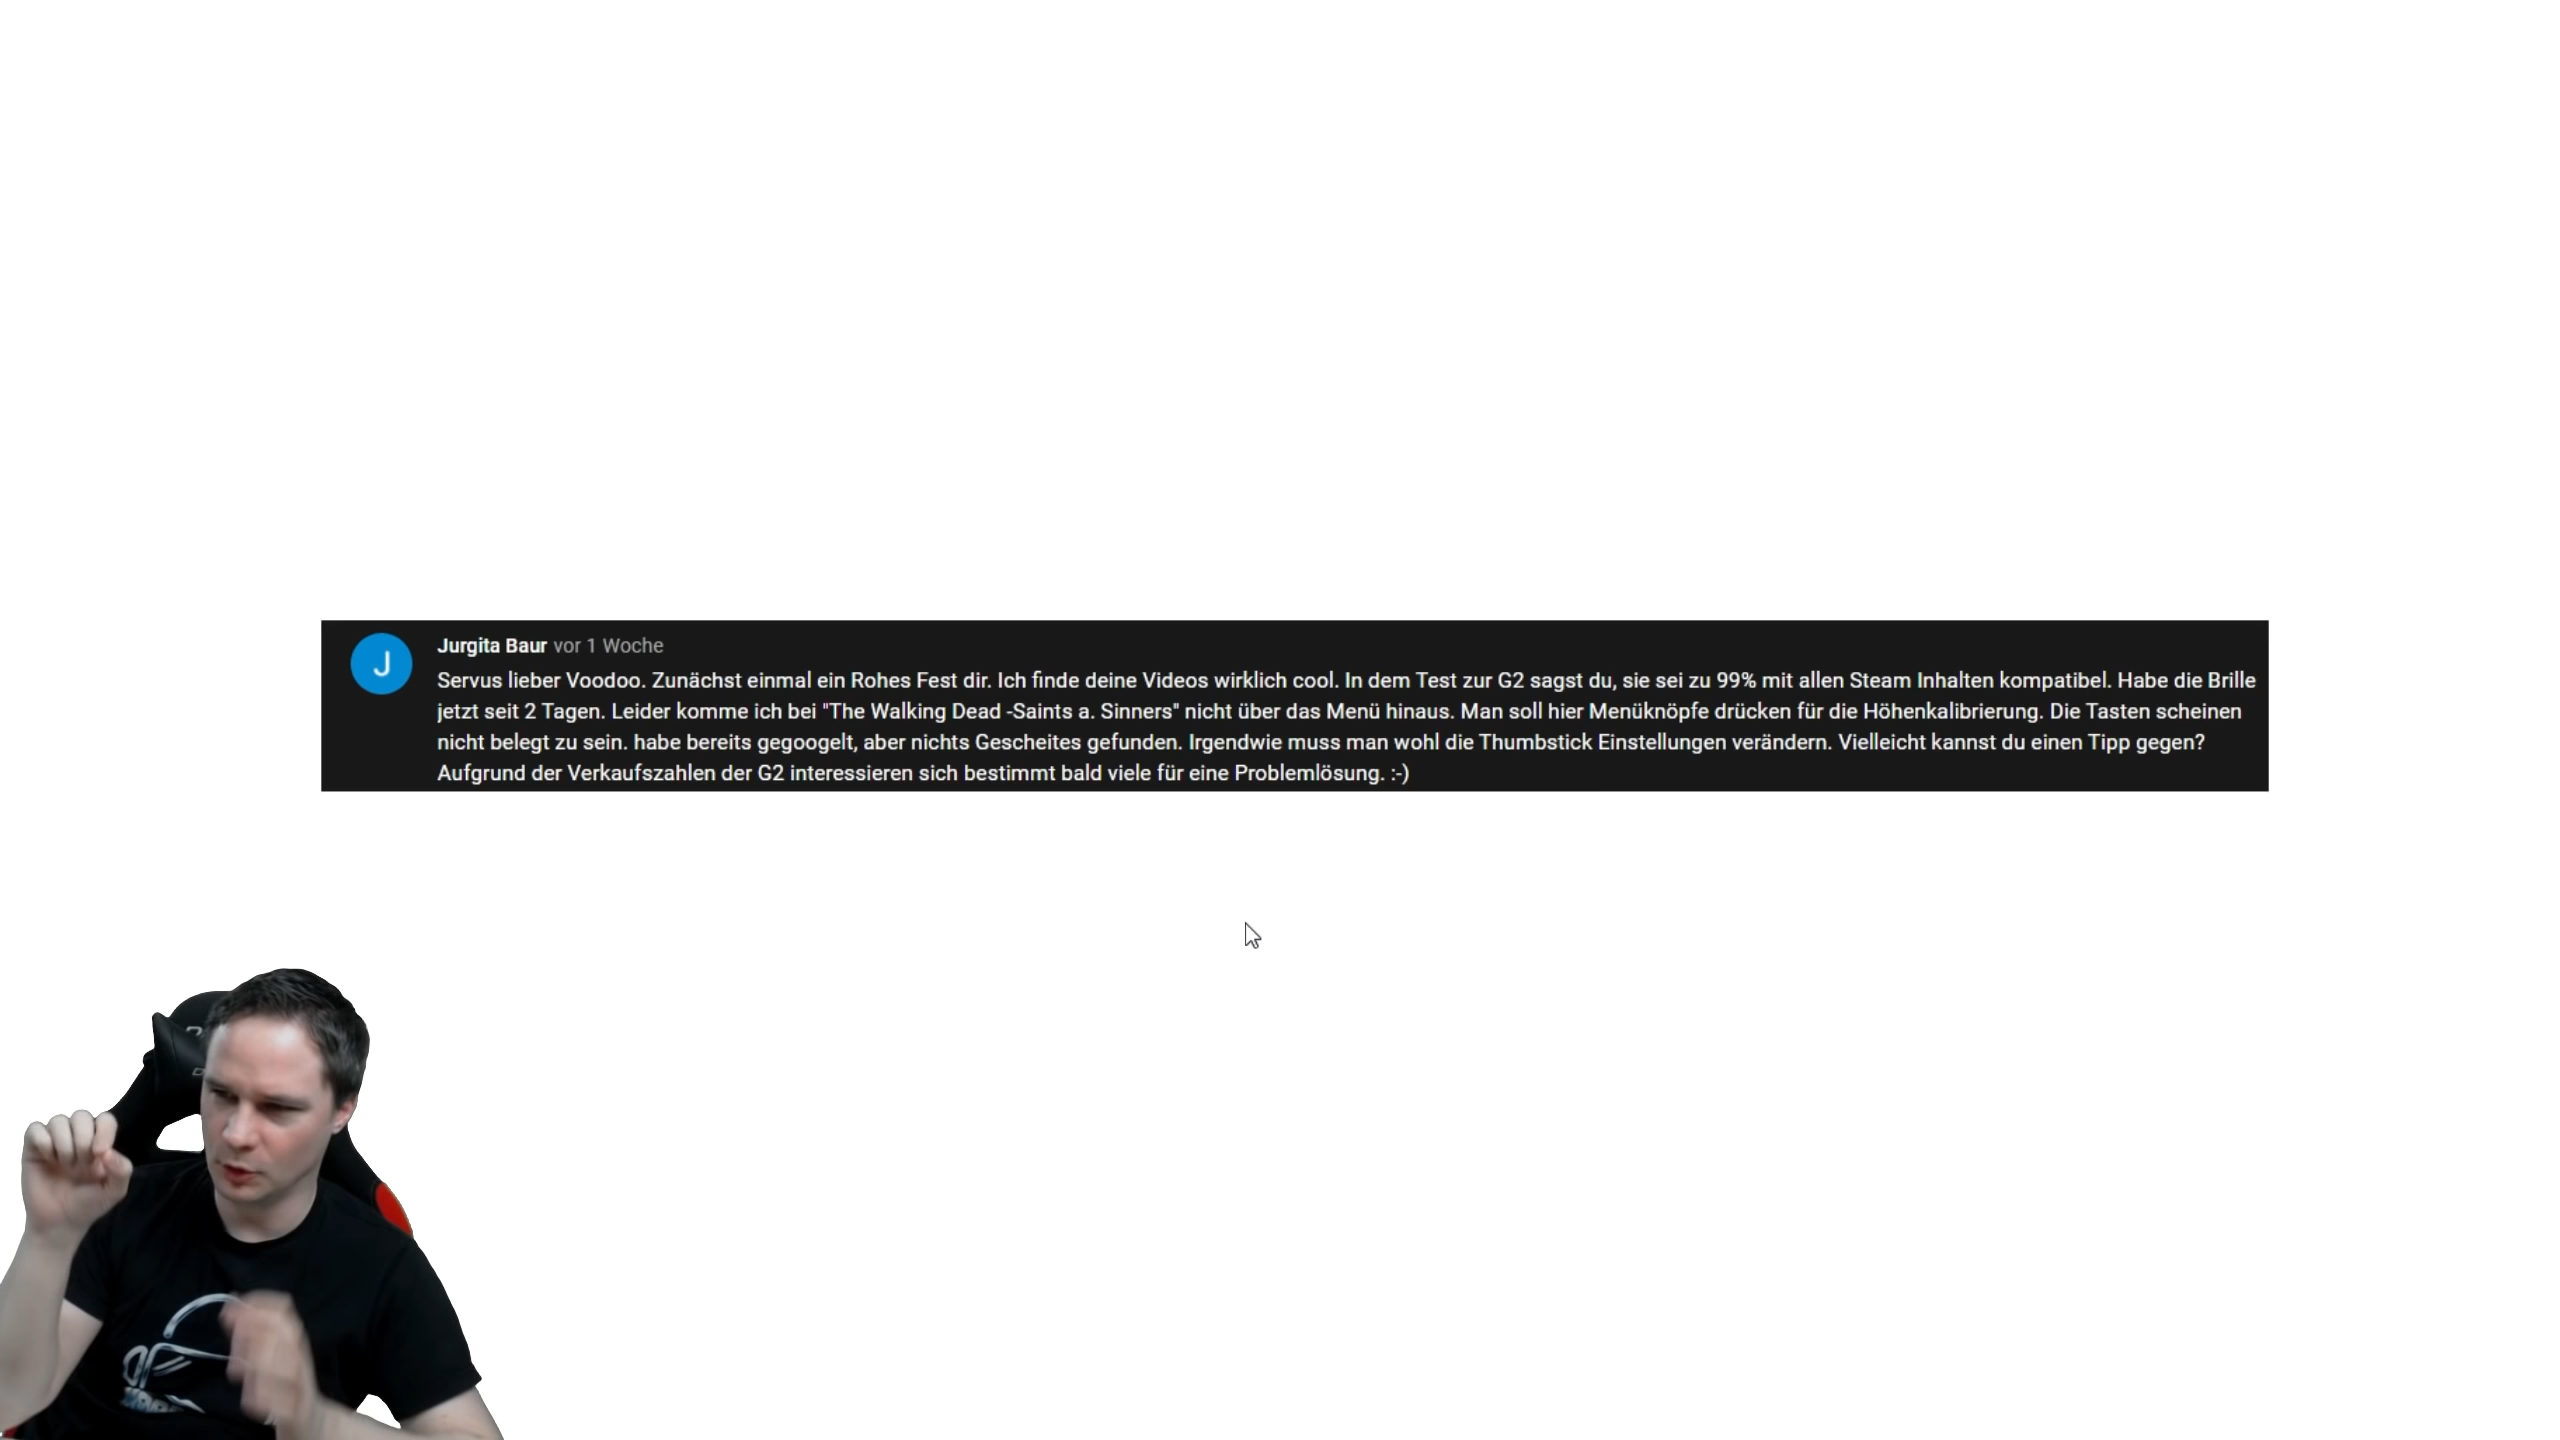 J
Jurgita Baur vor 1 Woche
Servus lieber Voodoo. Zunächst einmal ein Rohes Fest dir. Ich finde deine Videos wirklich cool. In dem Test zur G2 sagst du, sie sei zu 99% mit allen Steam Inhalten kompatibel. Habe die Brille
jetzt seit 2 Tagen. Leider komme ich bei "The Walking Dead -Saints a. Sinners" nicht über das Menü hinaus. Man soll hier Menüknöpfe drücken für die Höhenkalibrierung. Die Tasten scheinen
nicht belegt zu sein. habe bereits gegoogelt, aber nichts Gescheites gefunden. Irgendwie muss man wohl die Thumbstick Einstellungen verändern. Vielleicht kannst du einen Tipp gegen?
Aufgrund der Verkaufszahlen der G2 interessieren sich bestimmt bald viele für eine Problemlösung. :-)